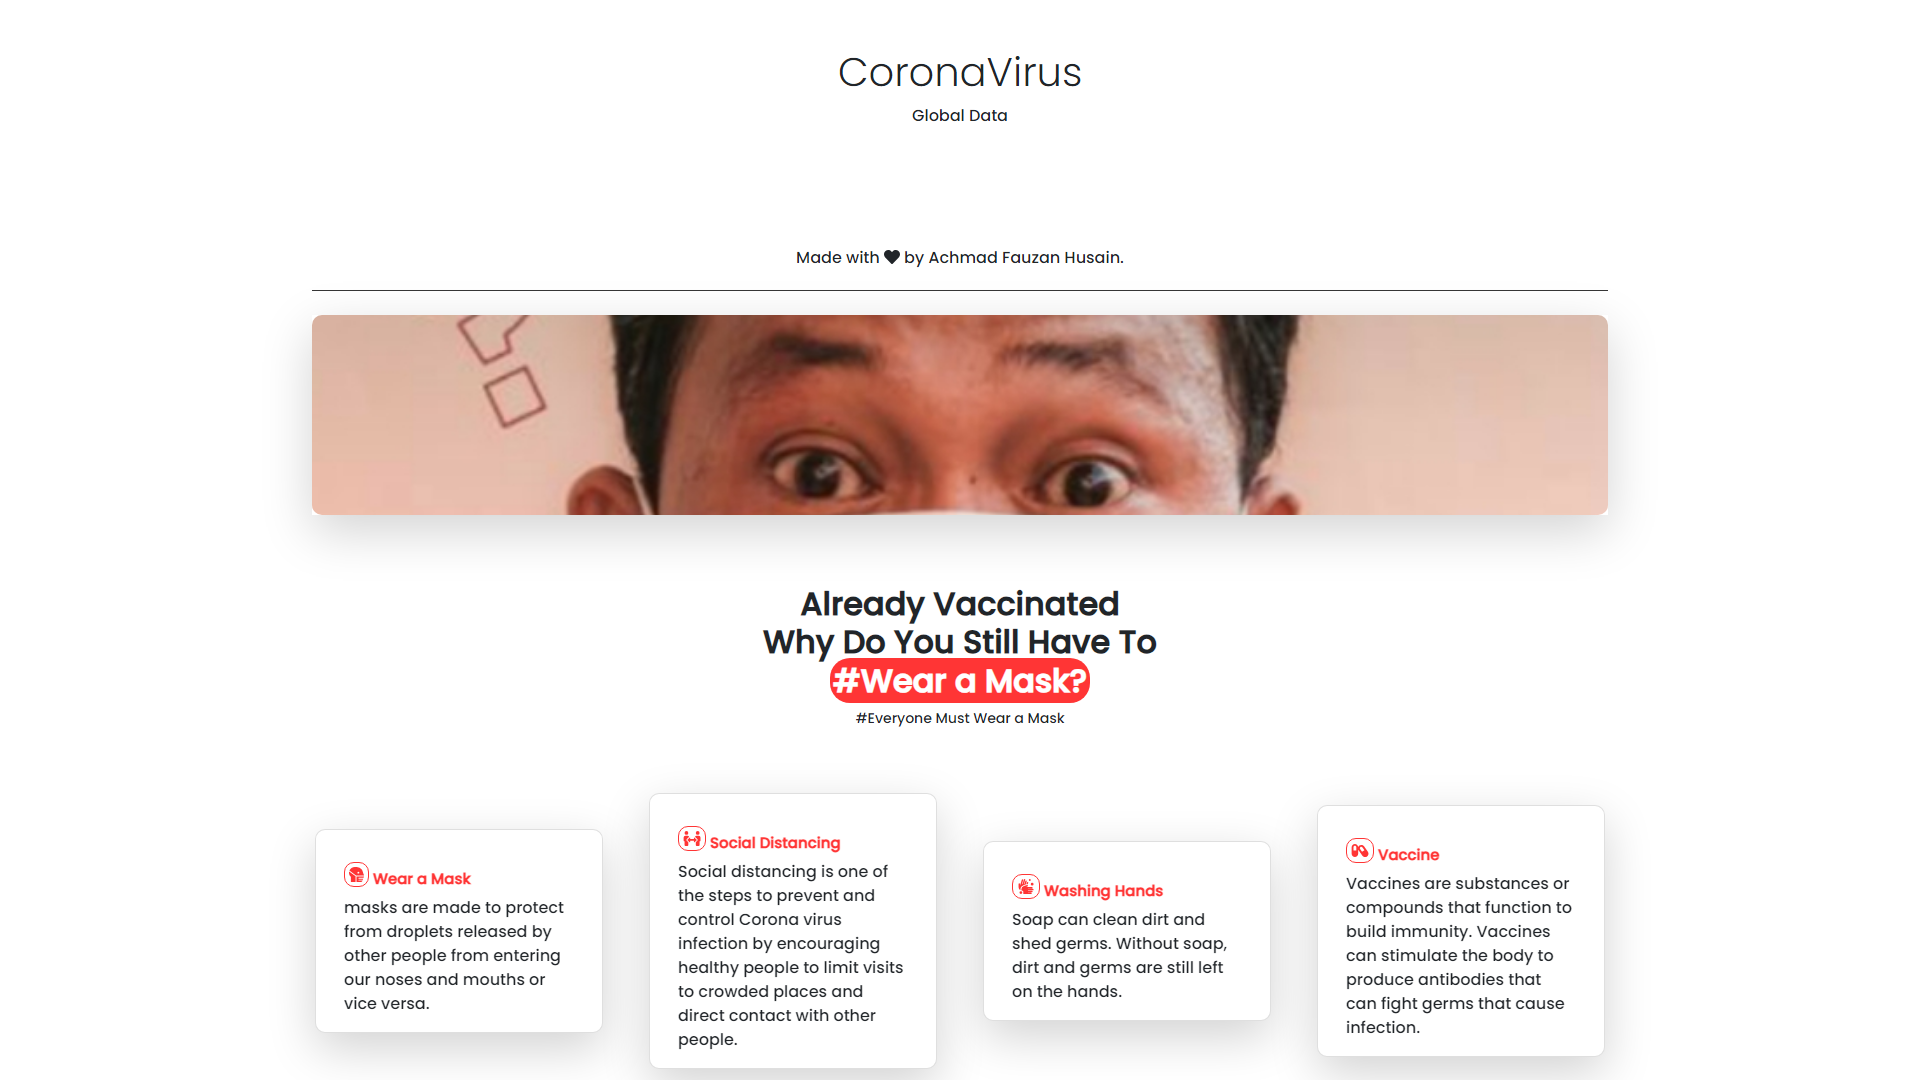 CoronaVirus
Global Data
Made with by Achmad Fauzan Husain.
Already Vaccinated
Why Do You Still Have To
#Wear a Mask?
#Everyone Must Wear a Mask
Wear a Mask
masks are made to protect
from droplets released by
other people from entering
our noses and mouths or
vice versa.
Social Distancing
Social distancing is one of
the steps to prevent and
control Corona virus
infection by encouraging
healthy people to limit visits
to crowded places and
direct contact with other
people.
Washing Hands
Soap can clean dirt and
shed germs. Without soap,
dirt and germs are still left
on the hands.
Vaccine
Vaccines are substances or
compounds that function to
build immunity. Vaccines
can stimulate the body to
produce antibodies that
can fight germs that cause
infection.